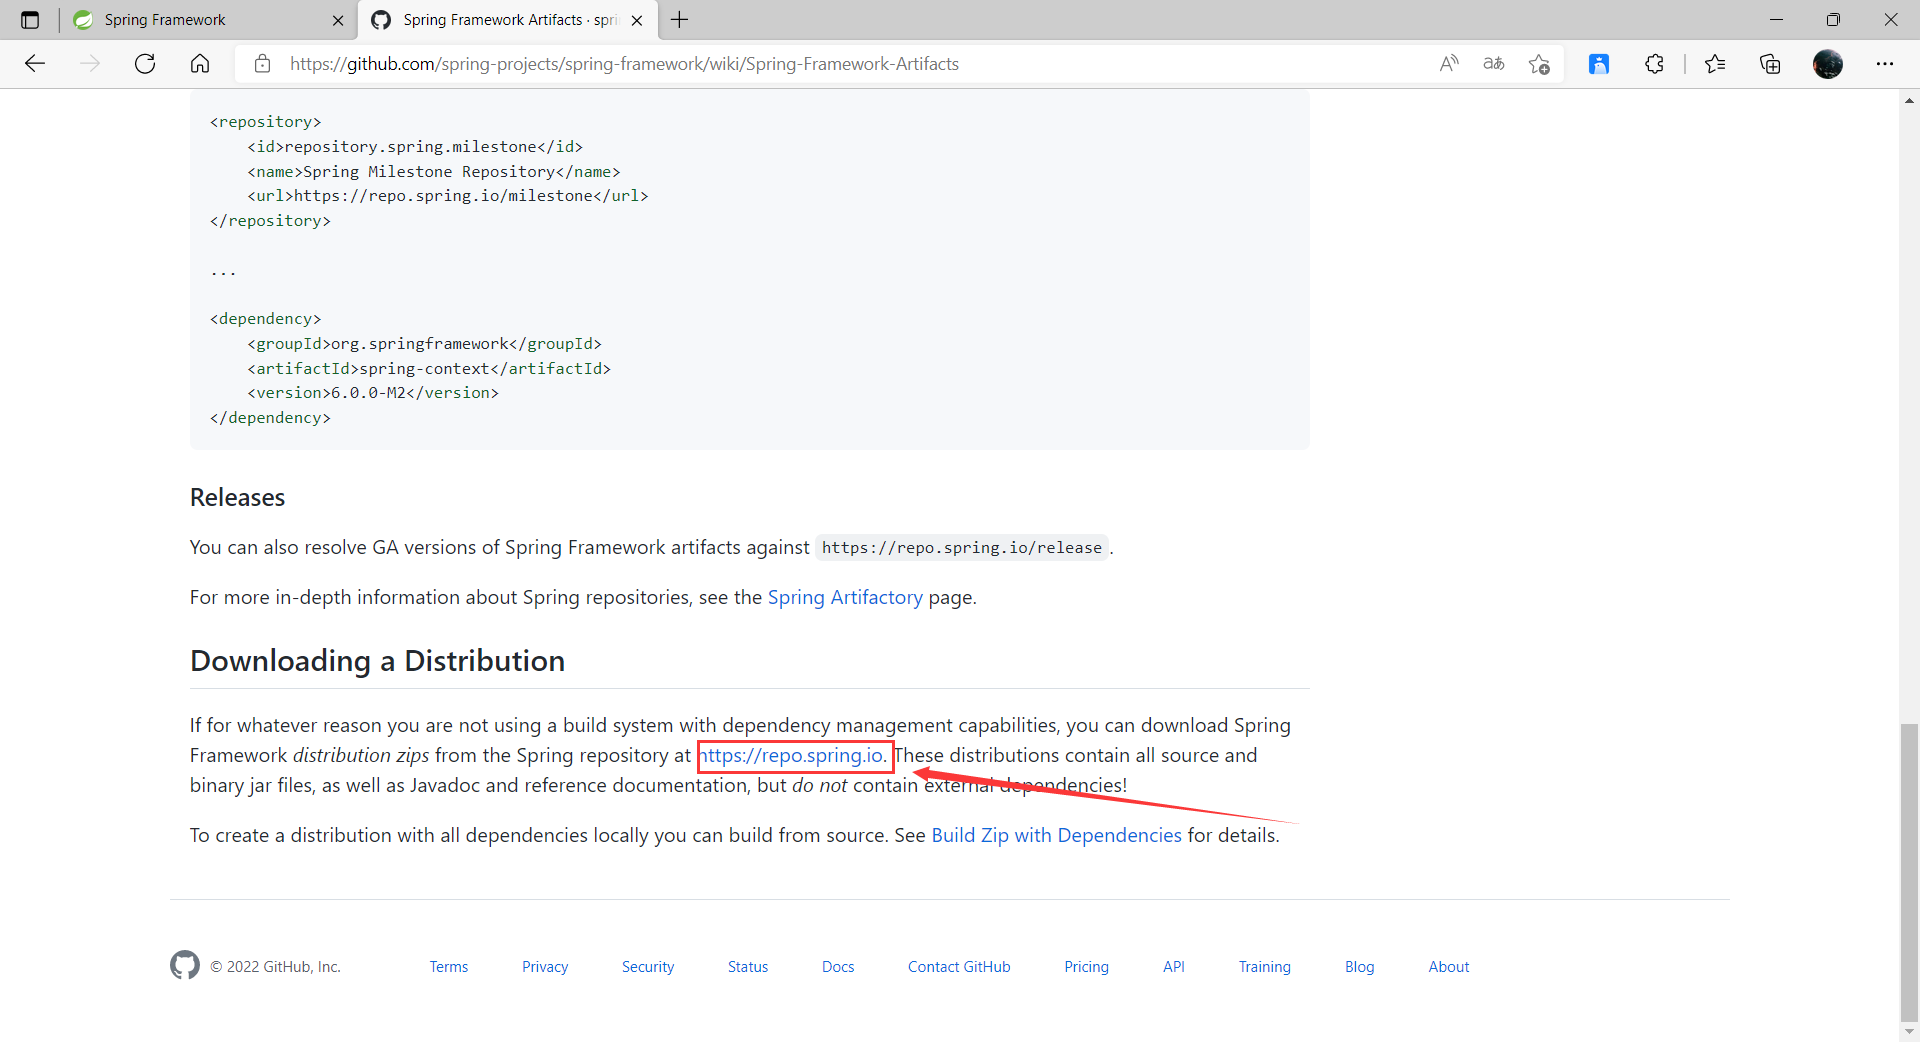 Spring Framework
Spring Framework Artifacts · spri
https://github.com/spring-projects/spring-framework/wiki/Spring-Framework-Artifacts
<repository>
    <id>repository.spring.milestone</id>
    <name>Spring Milestone Repository</name>
    <url>https://repo.spring.io/milestone</url>
</repository>
...
<dependency>
    <groupId>org.springframework</groupId>
    <artifactId>spring-context</artifactId>
    <version>6.0.0-M2</version>
</dependency>
Releases
You can also resolve GA versions of Spring Framework artifacts against https://repo.spring.io/release.
For more in-depth information about Spring repositories, see the Spring Artifactory page.
Downloading a Distribution
If for whatever reason you are not using a build system with dependency management capabilities, you can download Spring
Framework distribution zips from the Spring repository at https://repo.spring.io. These distributions contain all source and
binary jar files, as well as Javadoc and reference documentation, but do not contain external dependencies!
To create a distribution with all dependencies locally you can build from source. See Build Zip with Dependencies for details.
© 2022 GitHub, Inc. Terms Privacy Security Status Docs Contact GitHub Pricing API Training Blog About